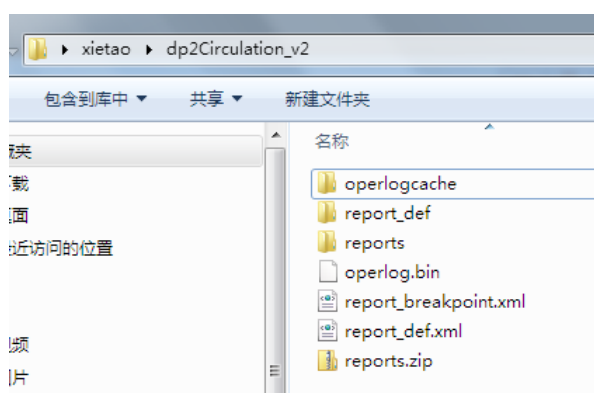 xietao ▸ dp2Circulation_v2
包含到库中 ▼ 共享 ▼ 新建文件夹
名称
夹
下载
面
近访问的位置
视频
片
operlogcache
report_def
reports
operlog.bin
report_breakpoint.xml
report_def.xml
reports.zip